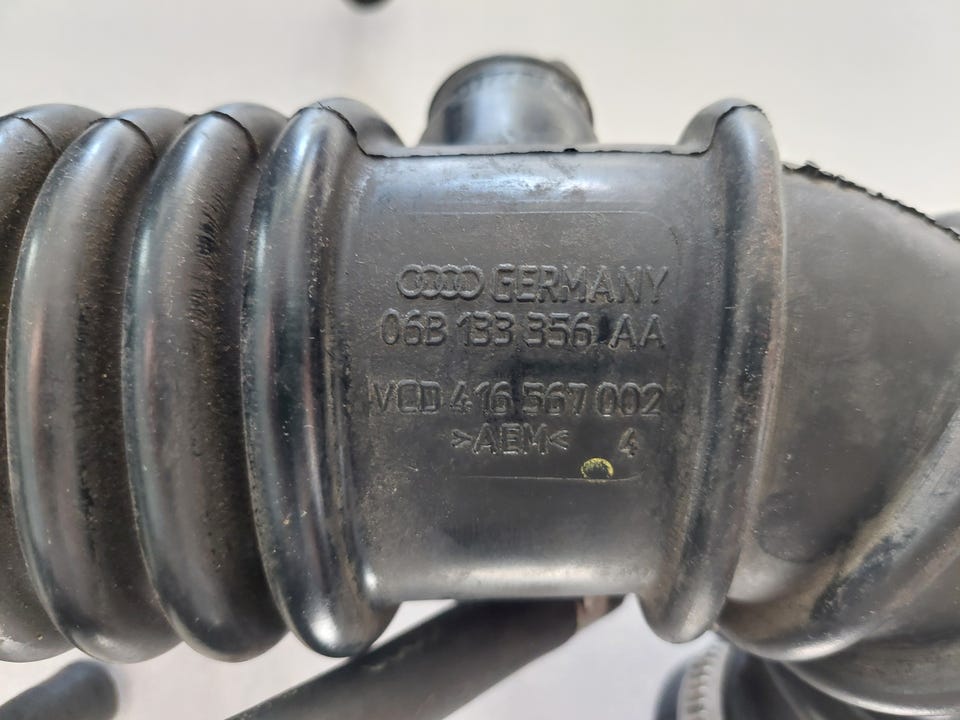 GERMANY
06B 133 356 AA
VCD 416 567 002
>AEM< 4